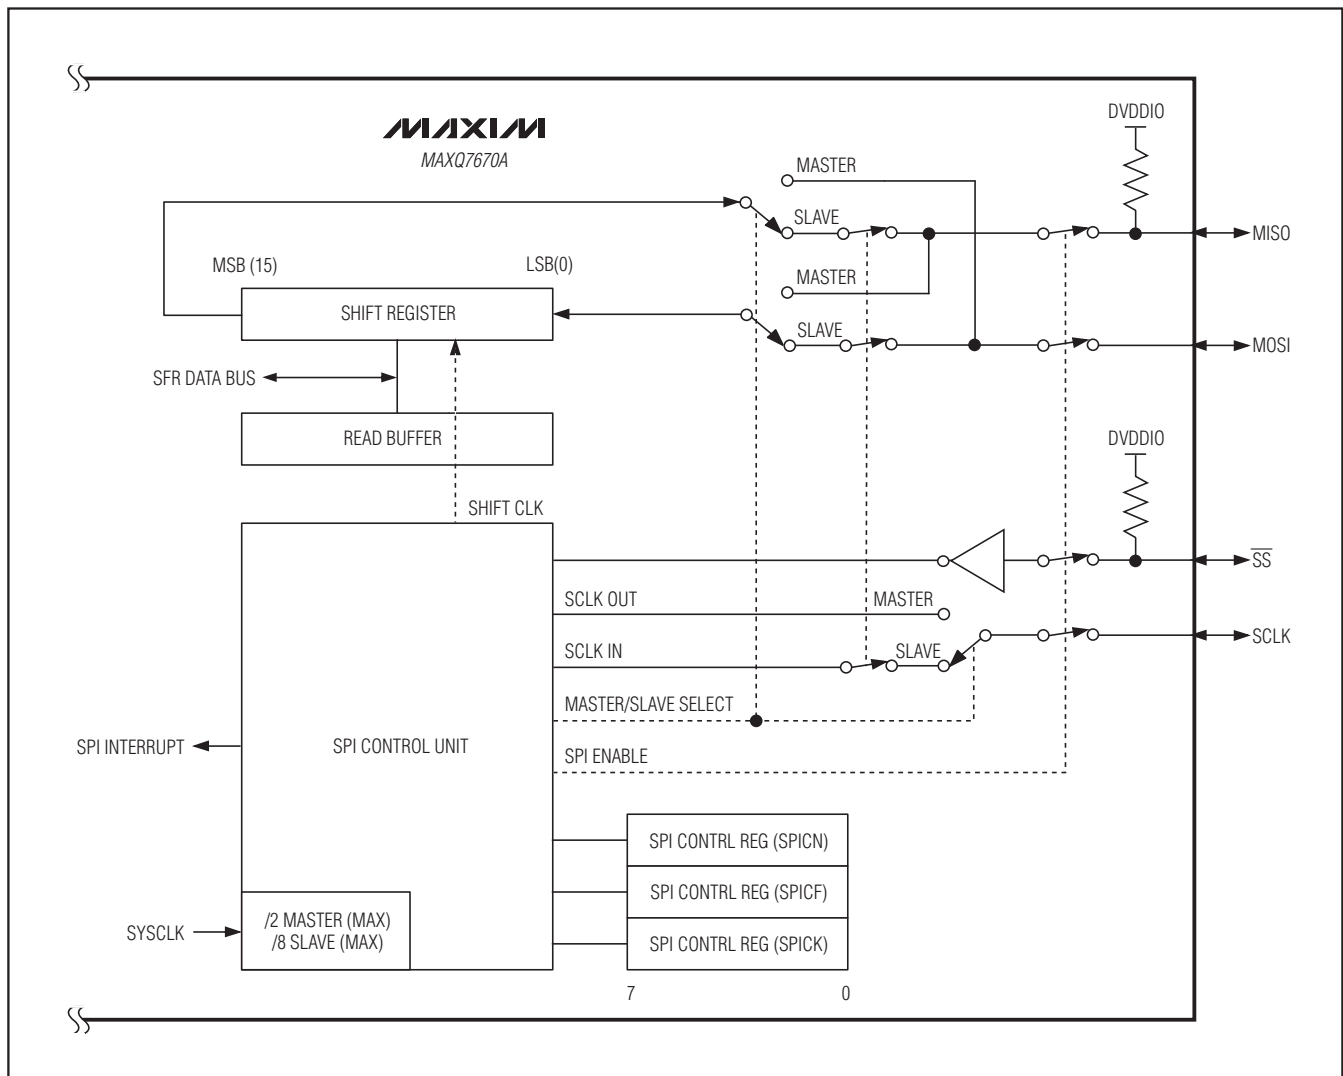 MAXIM
MAXQ7670A
DVDDIO
MASTER
SLAVE
MISO
MSB (15)
LSB(0)
MASTER
SHIFT REGISTER
SLAVE
MOSI
SFR DATA BUS
READ BUFFER
DVDDIO
SHIFT CLK
SS
SCLK OUT
MASTER
SCLK
SCLK IN
SLAVE
MASTER/SLAVE SELECT
SPI INTERRUPT
SPI CONTROL UNIT
SPI ENABLE
SPI CONTRL REG (SPICN)
SPI CONTRL REG (SPICF)
SYSCLK
/2 MASTER (MAX)
/8 SLAVE (MAX)
SPI CONTRL REG (SPICK)
7
0